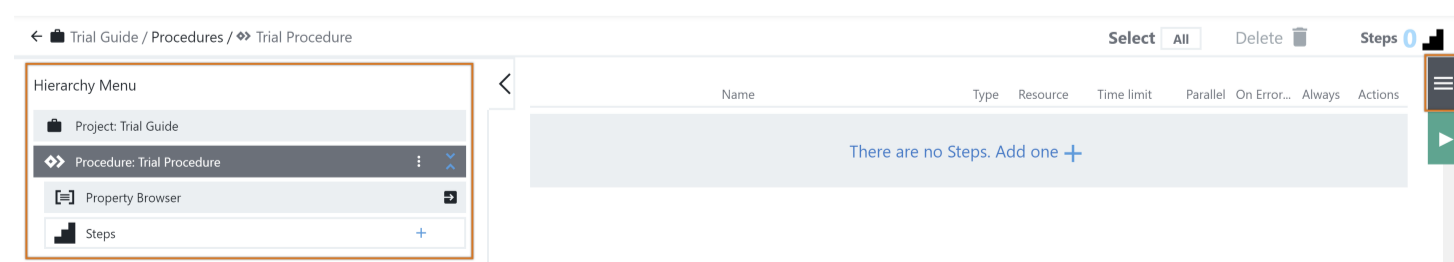 Trial Guide / Procedures / Trial Procedure
Select All Delete Steps 0
Hierarchy Menu
Name Type Resource Time limit Parallel On Error... Always Actions
Project: Trial Guide
There are no Steps. Add one +
Procedure: Trial Procedure
Property Browser
Steps +